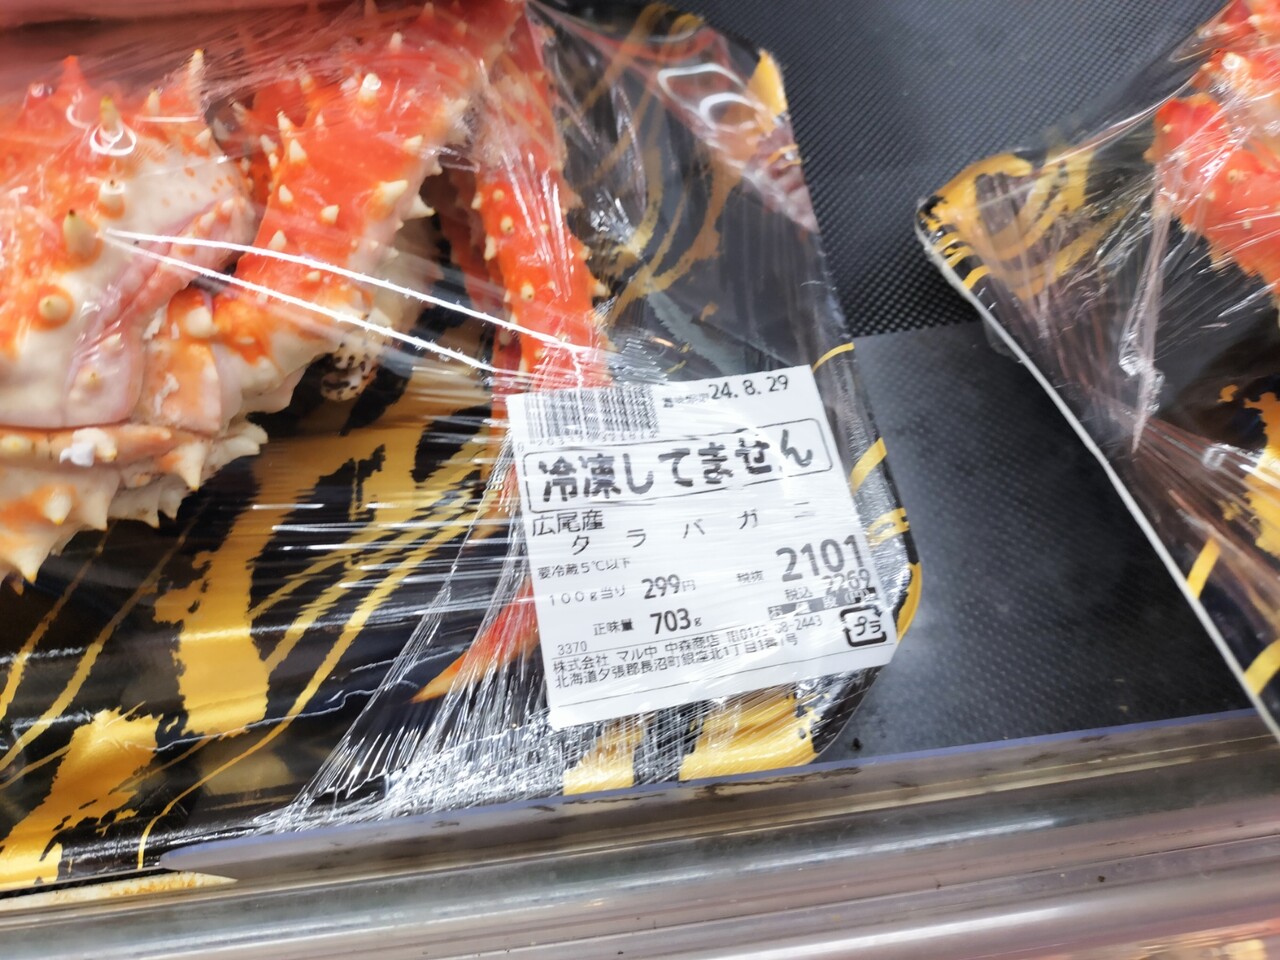 24.8.29
冷凍してません
広尾産
タラバガニ
要冷蔵5℃以下
100g当り 299円 税抜 2101
税込 2269
正味量 703g
プラ
3370
株式会社 マル中 中森商店
北海道夕張郡長沼町銀座北1丁目1番1号